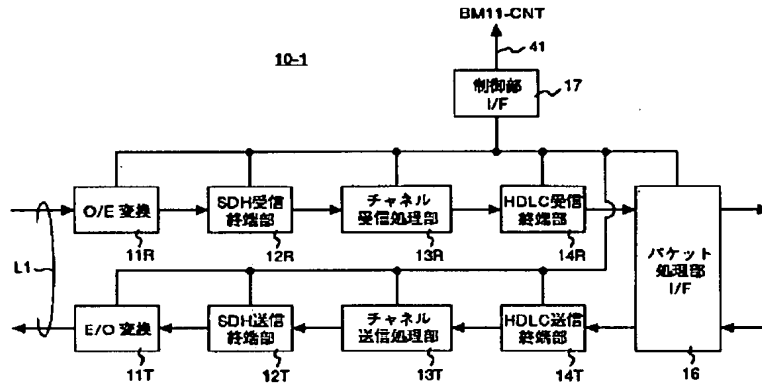 BM11-CNT
41
10-1
制御部
I/F
17
O/E 変換
SDH受信
終端部
チャネル
受信処理部
HDLC受信
終端部
11R
12R
13R
14R
パケット
処理部
I/F
L1
E/O 変換
SDH送信
終端部
チャネル
送信処理部
HDLC送信
終端部
11T
12T
13T
14T
16